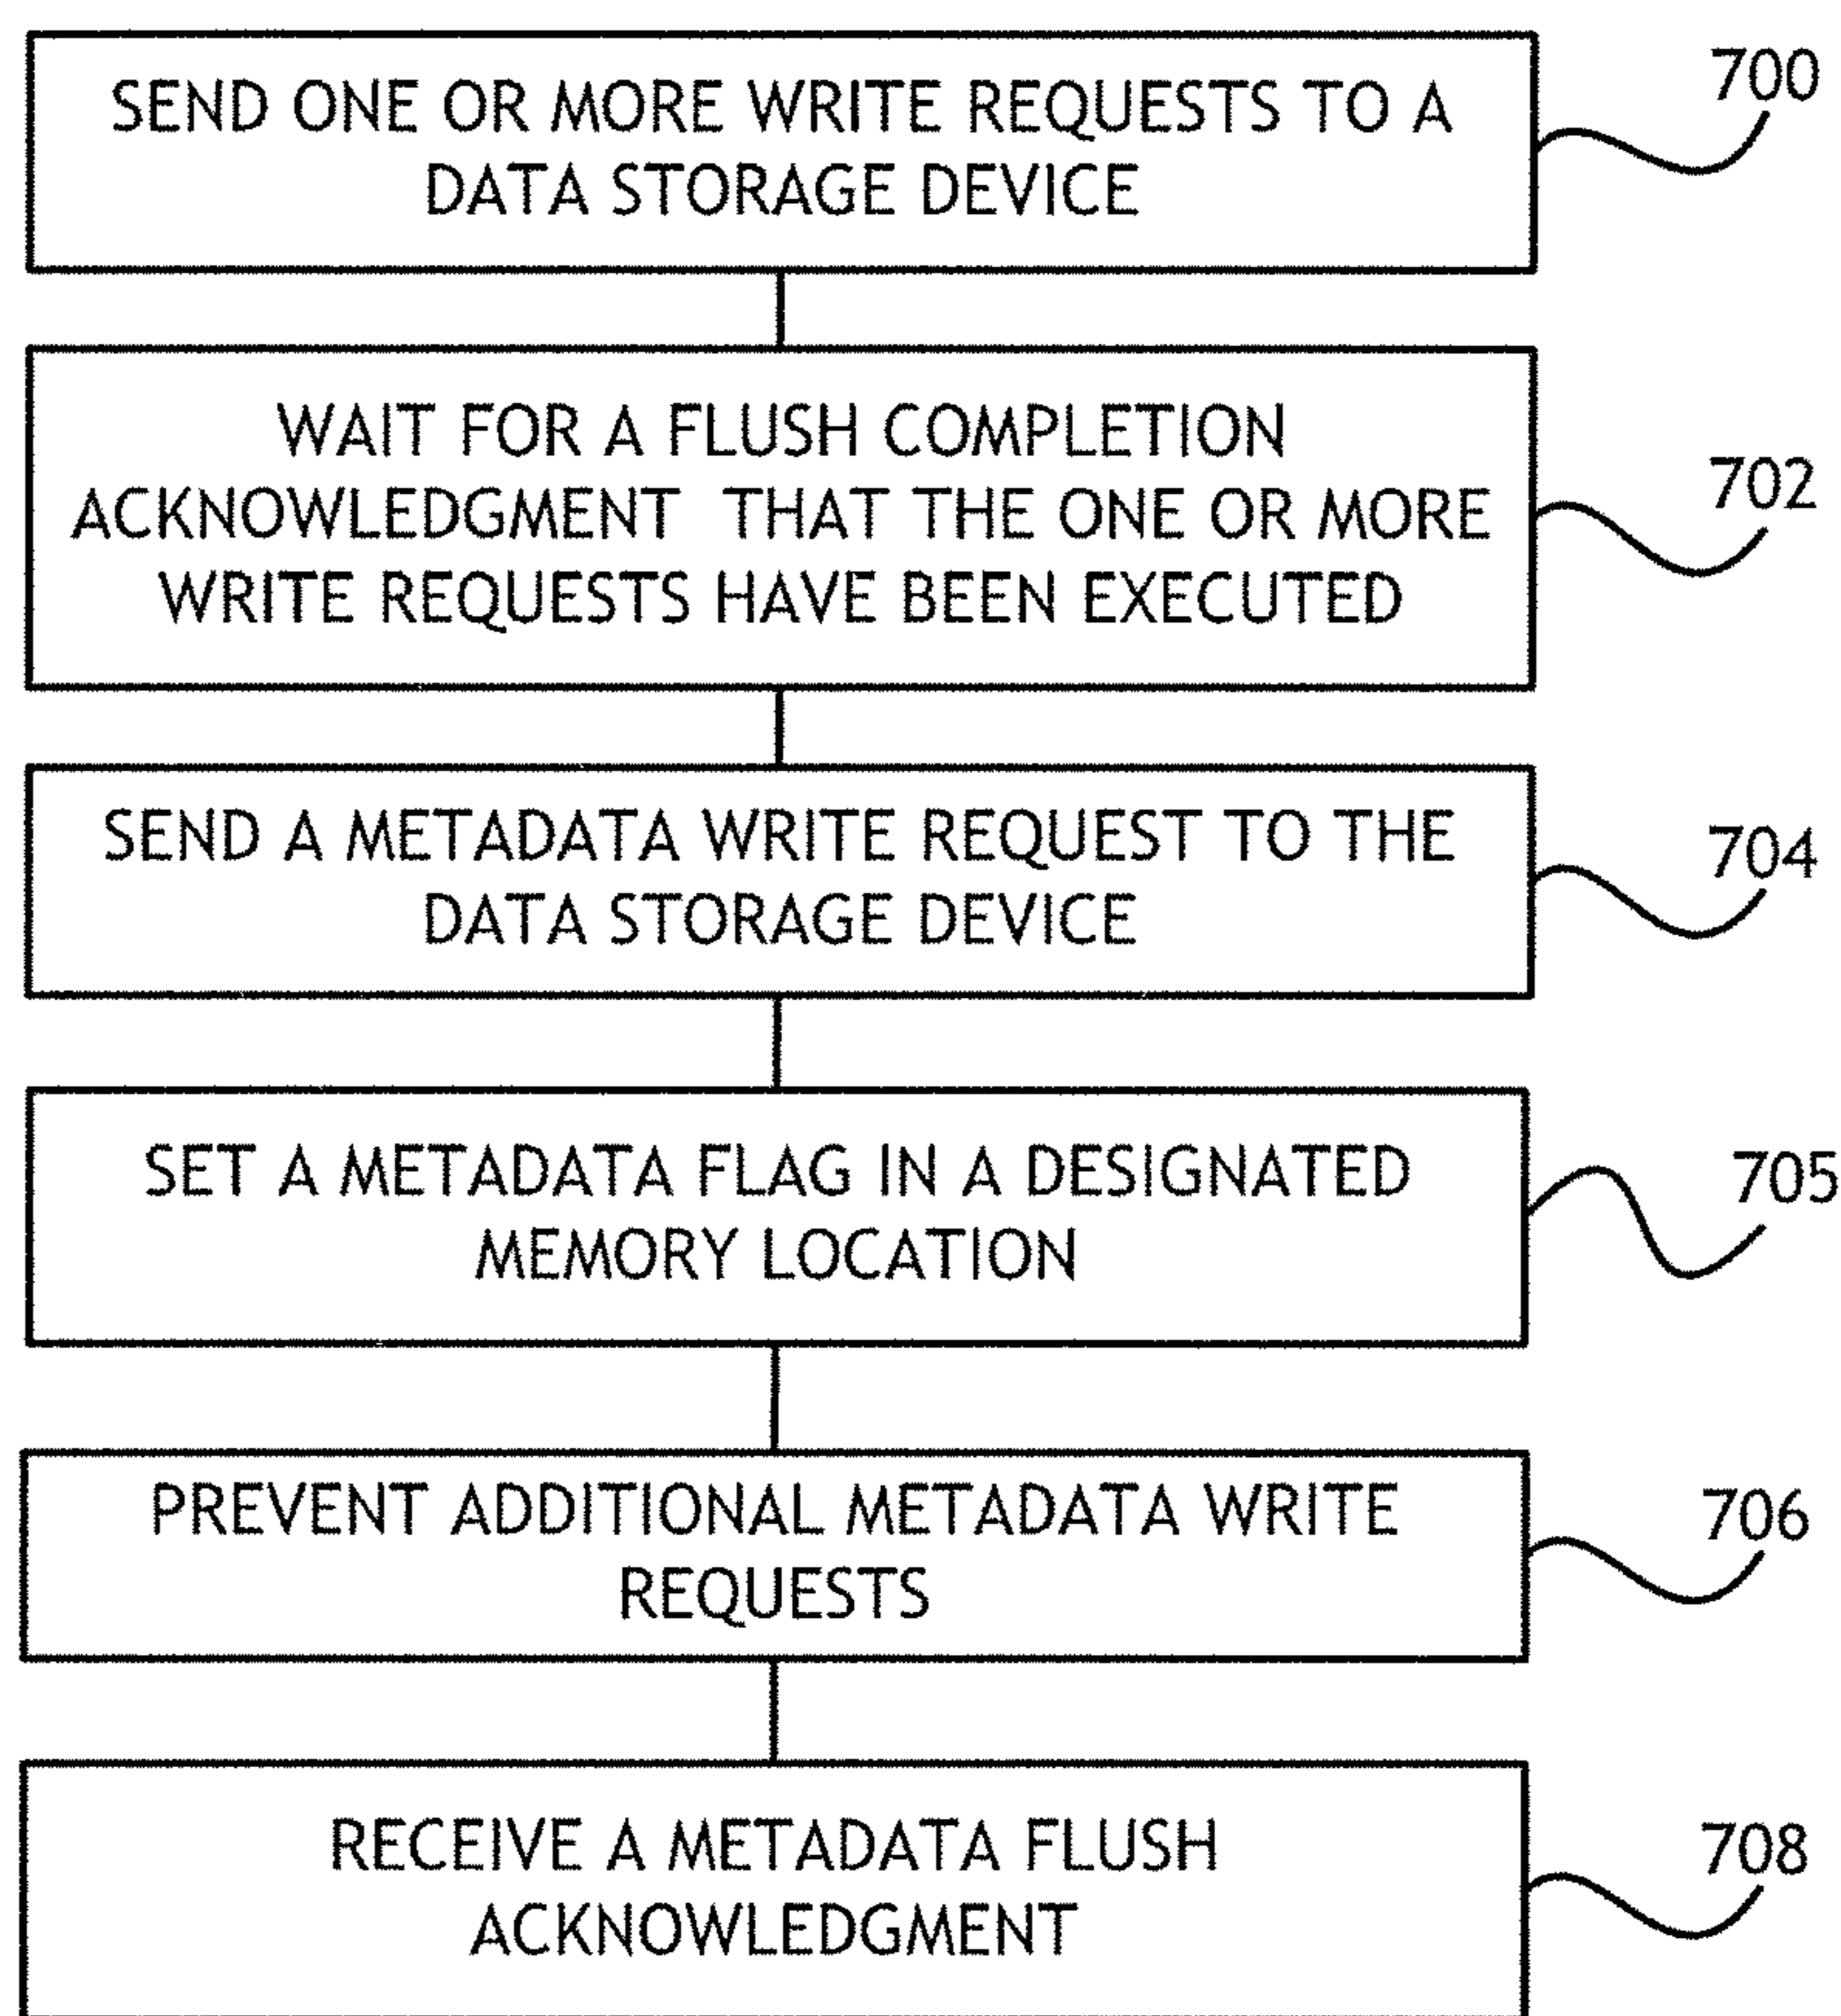 SEND ONE OR MORE WRITE REQUESTS TO A
DATA STORAGE DEVICE
700
WAIT FOR A FLUSH COMPLETION
ACKNOWLEDGMENT THAT THE ONE OR MORE
WRITE REQUESTS HAVE BEEN EXECUTED
702
SEND A METADATA WRITE REQUEST TO THE
DATA STORAGE DEVICE
704
SET A METADATA FLAG IN A DESIGNATED
MEMORY LOCATION
705
PREVENT ADDITIONAL METADATA WRITE
REQUESTS
706
RECEIVE A METADATA FLUSH
ACKNOWLEDGMENT
708